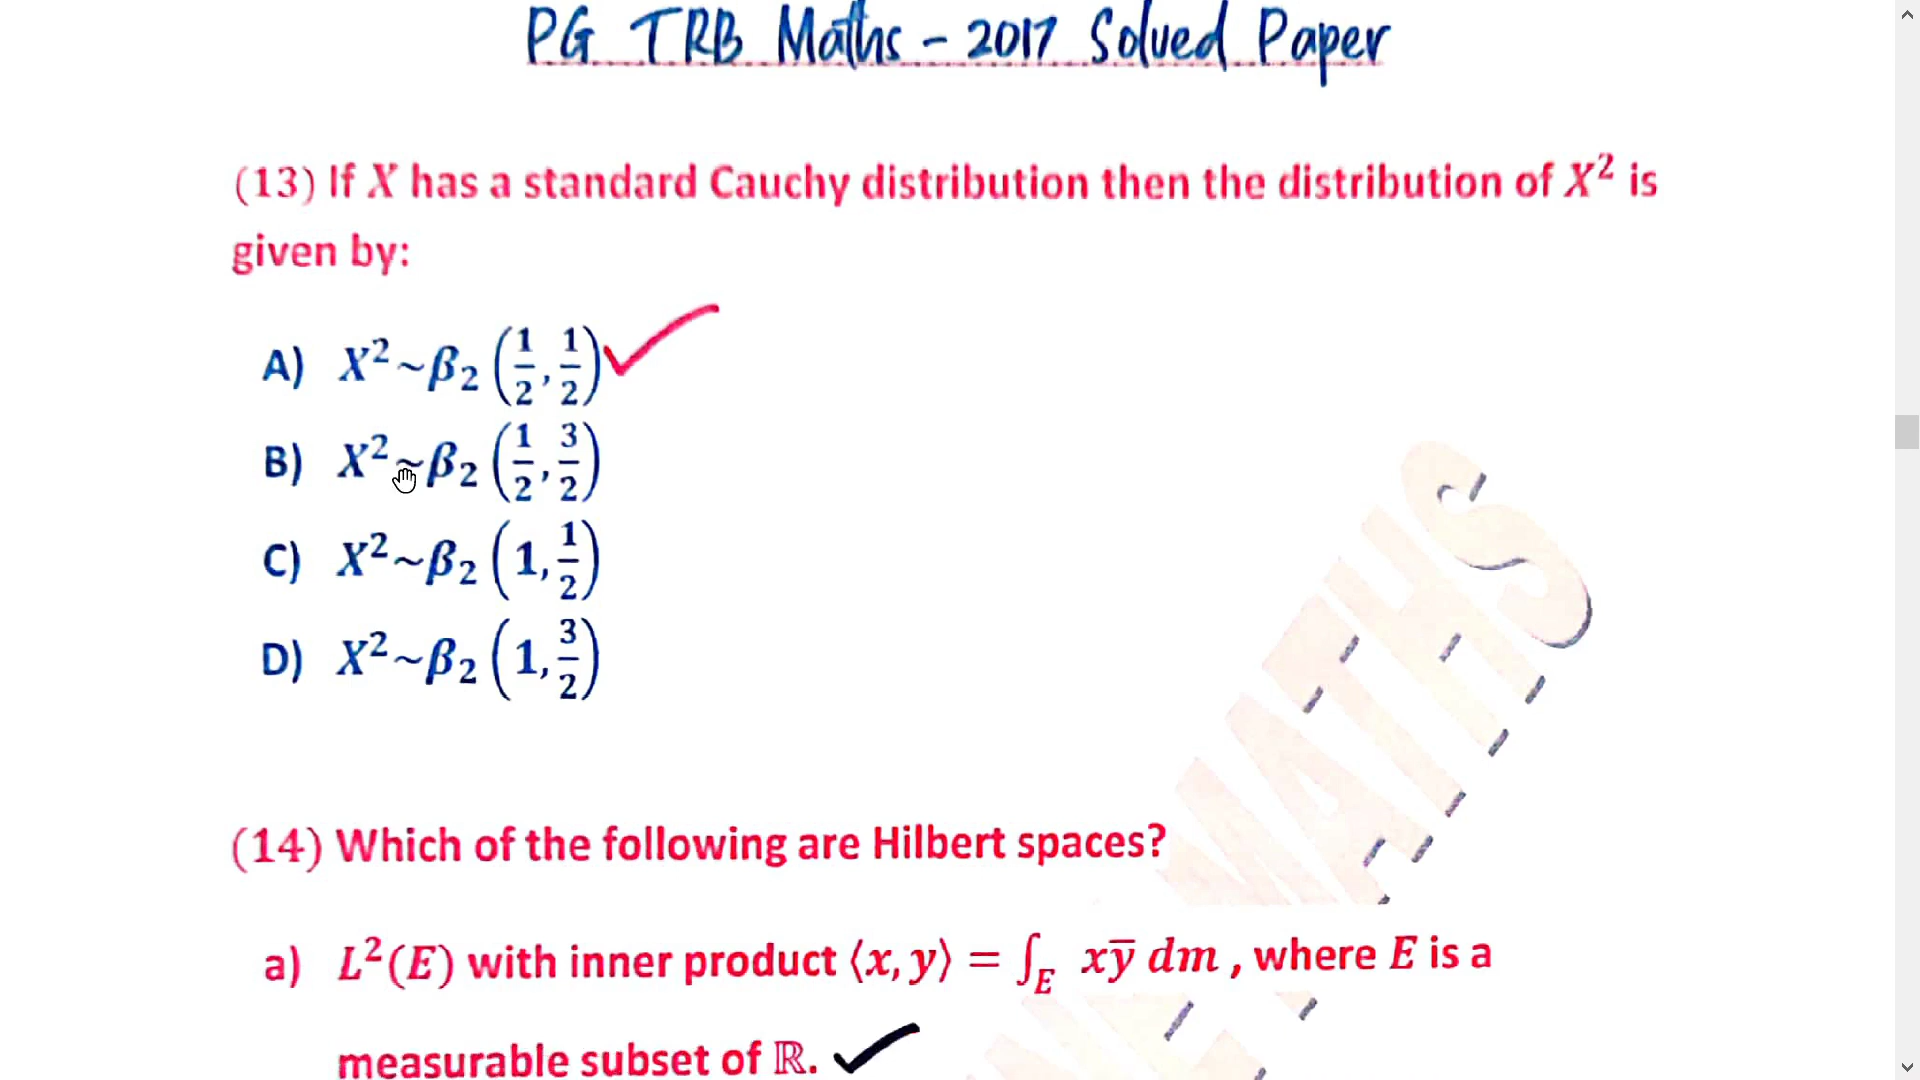 PG TRB Maths - 2017 Solved Paper
(13) If X has a standard Cauchy distribution then the distribution of X² is
given by:
A) X²~β₂(1/2, 1/2)
B) X²~β₂(1/2, 3/2)
C) X²~β₂(1, 1/2)
D) X²~β₂(1, 3/2)
(14) Which of the following are Hilbert spaces?
a) L²(E) with inner product ⟨x, y⟩ = ∫_E xȳ dm , where E is a
measurable subset of ℝ.
MATHS